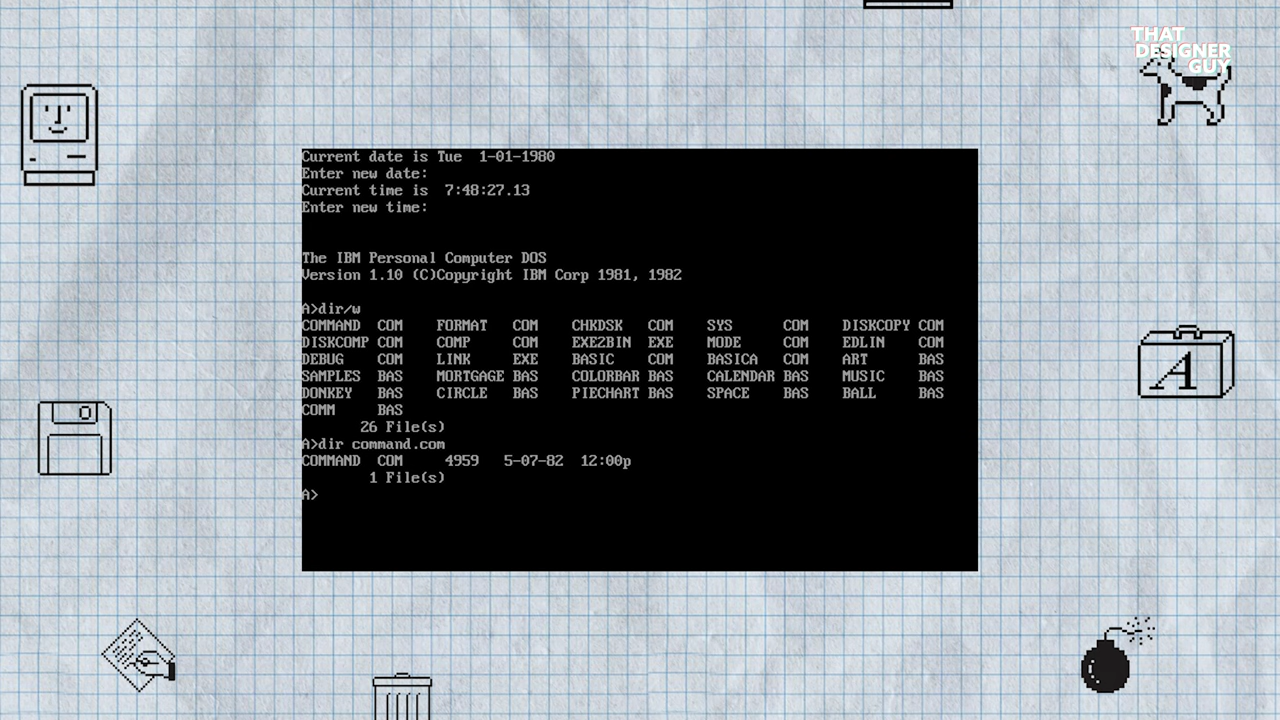 THAT
DESIGNER
GUY
Current date is Tue  1-01-1980
Enter new date:
Current time is  7:48:27.13
Enter new time:
The IBM Personal Computer DOS
Version 1.10 (C)Copyright IBM Corp 1981, 1982
A>dir/w
COMMAND  COM    FORMAT   COM    CHKDSK   COM    SYS      COM    DISKCOPY COM
DISKCOMP COM    COMP     COM    EXE2BIN  EXE    MODE     COM    EDLIN    COM
DEBUG    COM    LINK     EXE    BASIC    COM    BASICA   COM    ART      BAS
SAMPLES  BAS    MORTGAGE BAS    COLORBAR BAS    CALENDAR BAS    MUSIC    BAS
DONKEY   BAS    CIRCLE   BAS    PIECHART BAS    SPACE    BAS    BALL     BAS
COMM     BAS
       26 File(s)
A>dir command.com
COMMAND  COM      4959   5-07-82  12:00p
        1 File(s)
A>
A